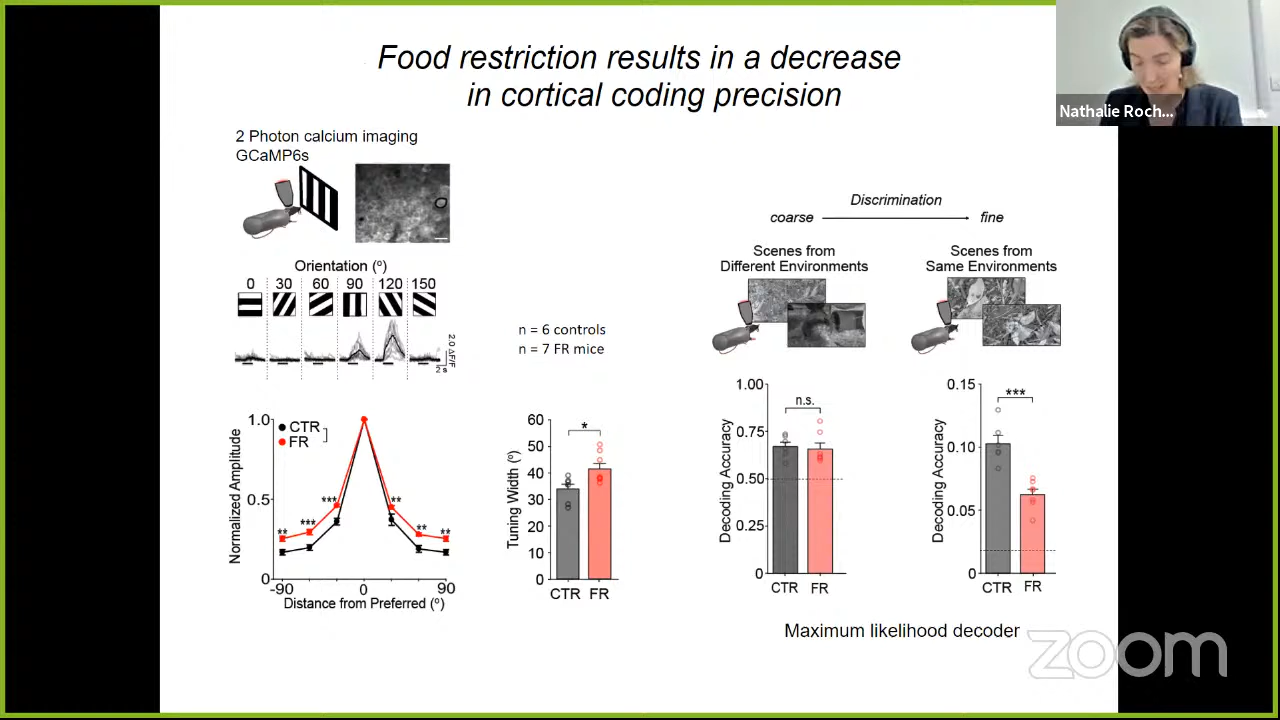 Food restriction results in a decrease
in cortical coding precision
Nathalie Roch...
2 Photon calcium imaging
GCaMP6s
Orientation (º)
0 30 60 90 120 150
2.0 ΔF/F
2 s
n = 6 controls
n = 7 FR mice
Discrimination
coarse fine
Scenes from
Different Environments
Scenes from
Same Environments
Normalized Amplitude
1.0
0.5
0
CTR
FR
** *** *** ** ** **
-90 0 90
Distance from Preferred (º)
Tuning Width (º)
60
50
40
30
20
10
0
*
CTR FR
Decoding Accuracy
1.00
0.75
0.50
0.25
0
n.s.
CTR FR
Decoding Accuracy
0.15
0.10
0.05
0
***
CTR FR
Maximum likelihood decoder
zoom